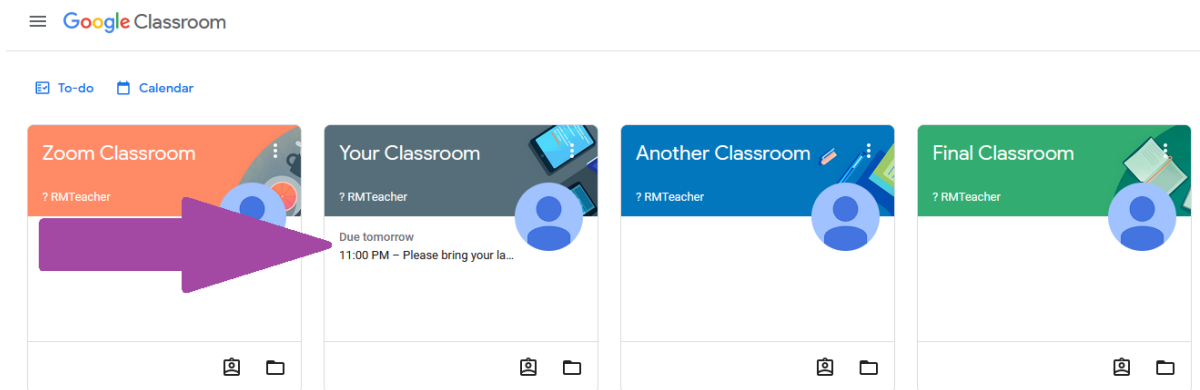 Google Classroom
To-do Calendar
Zoom Classroom
? RMTeacher
Your Classroom
? RMTeacher
Due tomorrow
11:00 PM – Please bring your la...
Another Classroom
? RMTeacher
Final Classroom
? RMTeacher